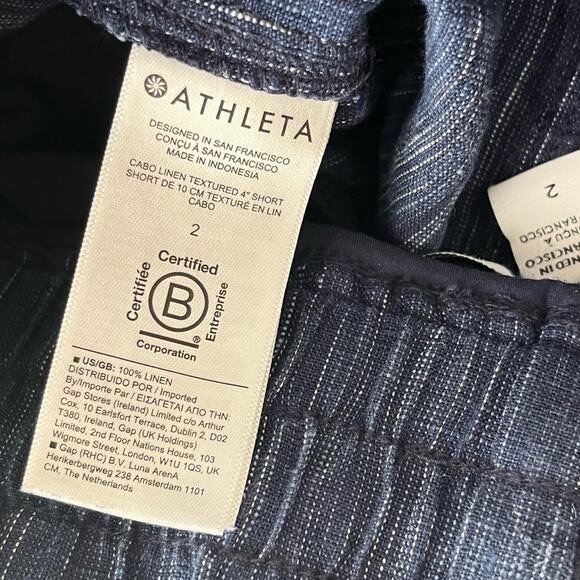 ATHLETA
DESIGNED IN SAN FRANCISCO
CONÇU À SAN FRANCISCO
MADE IN INDONESIA
CABO LINEN TEXTURED 4" SHORT
SHORT DE 10 CM TEXTURÉ EN LIN
CABO
2
Certified
Certifiée
B
Entreprise
®
Corporation
■ US/GB: 100% LINEN
DISTRIBUIDO POR / Imported
By/Importe Par / ΕΙΣΑΓΕΤΑΙ ΑΠΟ ΤΗΝ:
Gap Stores (Ireland) Limited c/o Arthur
Cox, 10 Earlsfort Terrace, Dublin 2, D02
T380, Ireland, Gap (UK Holdings)
Limited, 2nd Floor Nations House, 103
Wigmore Street, London, W1U 1QS, UK
■ Gap (RHC) B.V. Luna ArenA
Herikerbergweg 238 Amsterdam 1101
CM, The Netherlands
2